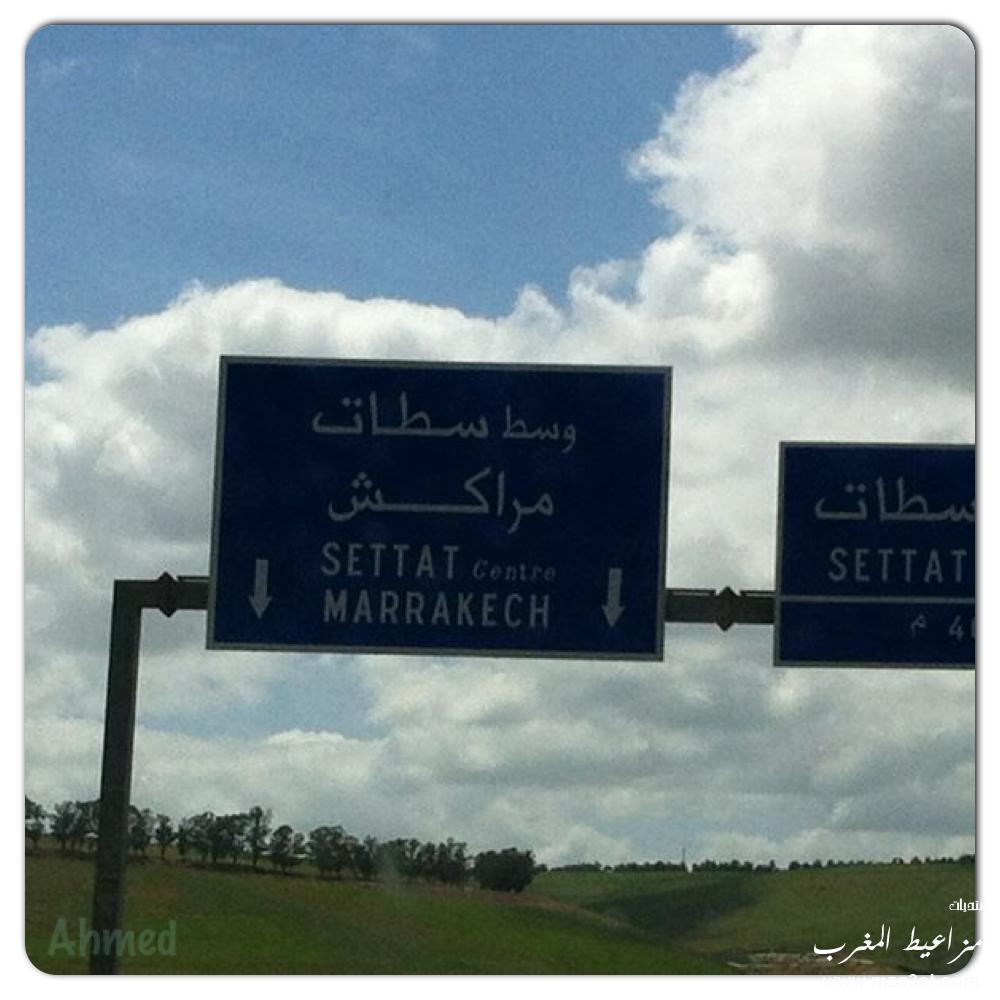 وسط سطات
مراكش
SETTAT Centre
MARRAKECH
سطات
SETTAT
م
Ahmed
مزاعيط المغرب